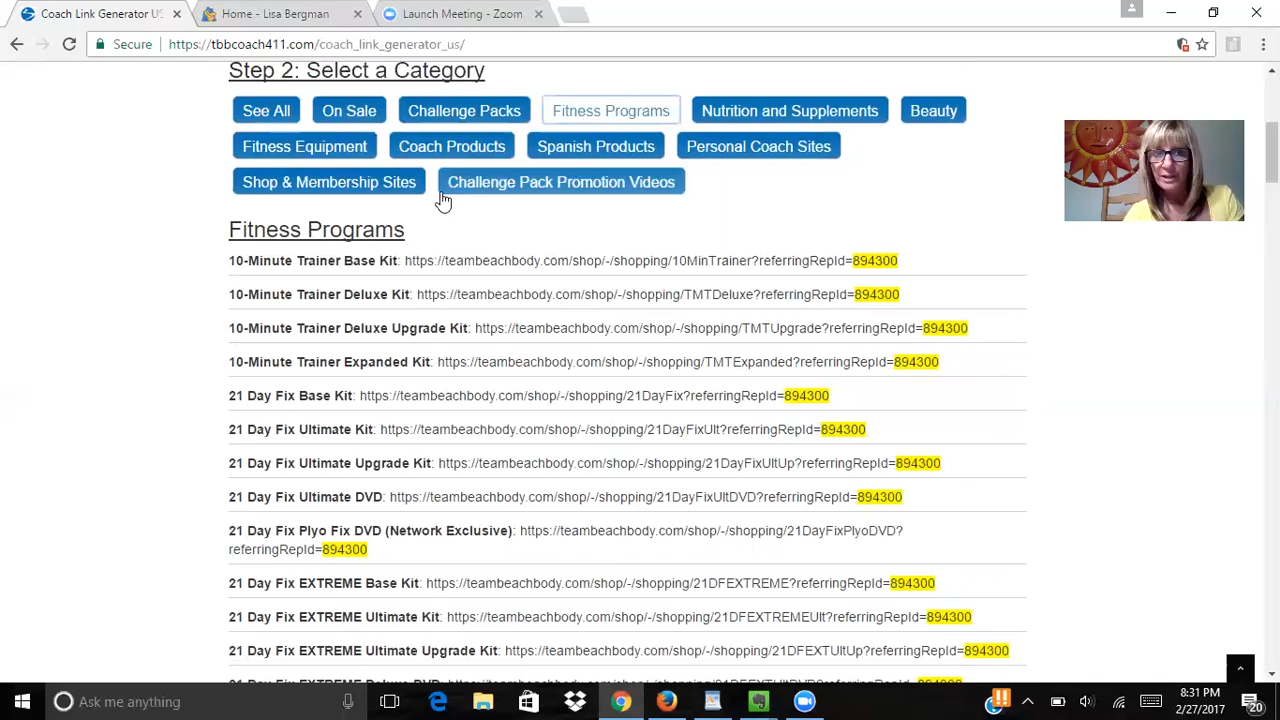 Coach Link Generator US
Home - Lisa Bergman
Launch Meeting - Zoom
Secure
https://tbbcoach411.com/coach_link_generator_us/
Step 2: Select a Category
See All
On Sale
Challenge Packs
Fitness Programs
Nutrition and Supplements
Beauty
Fitness Equipment
Coach Products
Spanish Products
Personal Coach Sites
Shop & Membership Sites
Challenge Pack Promotion Videos
Fitness Programs
10-Minute Trainer Base Kit: https://teambeachbody.com/shop/-/shopping/10MinTrainer?referringRepId=894300
10-Minute Trainer Deluxe Kit: https://teambeachbody.com/shop/-/shopping/TMTDeluxe?referringRepId=894300
10-Minute Trainer Deluxe Upgrade Kit: https://teambeachbody.com/shop/-/shopping/TMTUpgrade?referringRepId=894300
10-Minute Trainer Expanded Kit: https://teambeachbody.com/shop/-/shopping/TMTExpanded?referringRepId=894300
21 Day Fix Base Kit: https://teambeachbody.com/shop/-/shopping/21DayFix?referringRepId=894300
21 Day Fix Ultimate Kit: https://teambeachbody.com/shop/-/shopping/21DayFixUlt?referringRepId=894300
21 Day Fix Ultimate Upgrade Kit: https://teambeachbody.com/shop/-/shopping/21DayFixUltUp?referringRepId=894300
21 Day Fix Ultimate DVD: https://teambeachbody.com/shop/-/shopping/21DayFixUltDVD?referringRepId=894300
21 Day Fix Plyo Fix DVD (Network Exclusive): https://teambeachbody.com/shop/-/shopping/21DayFixPlyoDVD?
referringRepId=894300
21 Day Fix EXTREME Base Kit: https://teambeachbody.com/shop/-/shopping/21DFEXTREME?referringRepId=894300
21 Day Fix EXTREME Ultimate Kit: https://teambeachbody.com/shop/-/shopping/21DFEXTREMEUlt?referringRepId=894300
21 Day Fix EXTREME Ultimate Upgrade Kit: https://teambeachbody.com/shop/-/shopping/21DFEXTUltUp?referringRepId=894300
Ask me anything
8:31 PM
2/27/2017
20